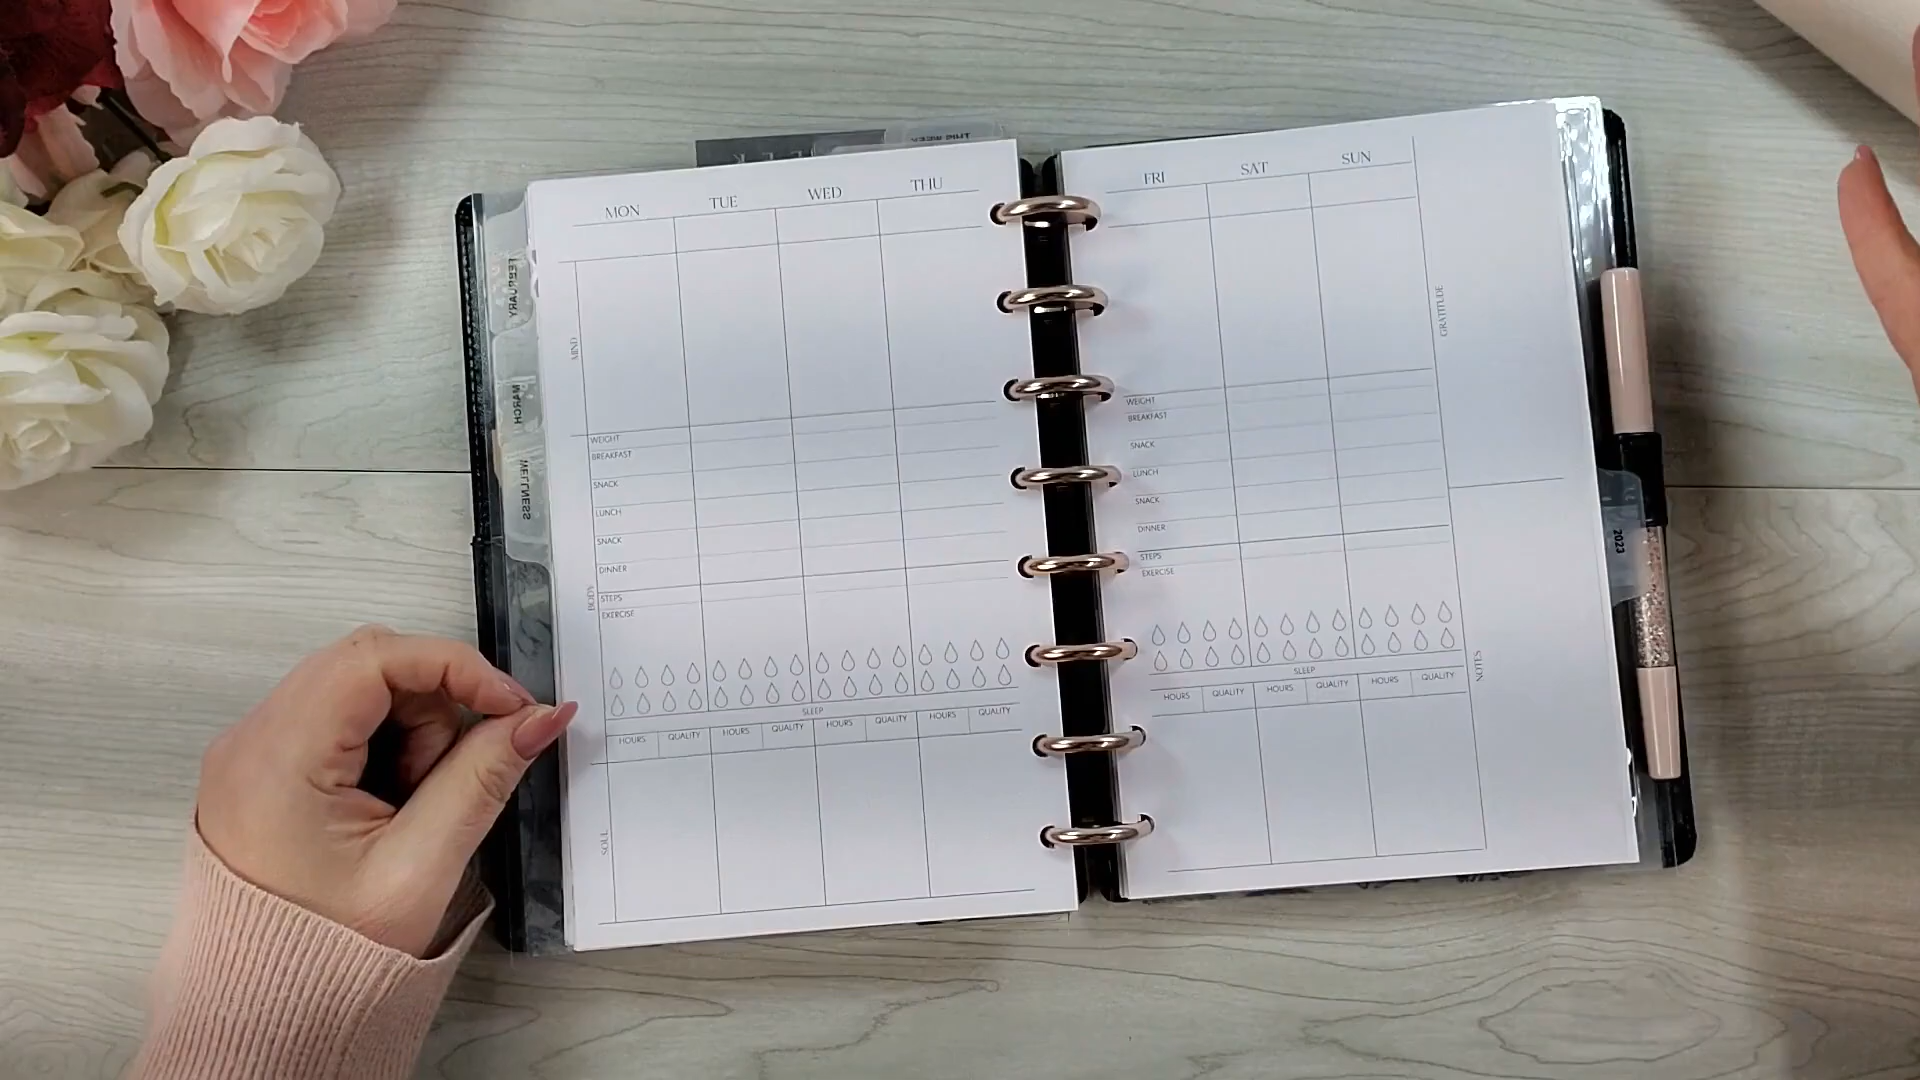 MON TUE WED THU
MIND
WEIGHT
BREAKFAST
SNACK
LUNCH
SNACK
DINNER
BODY
STEPS
EXERCISE
SLEEP
HOURS QUALITY HOURS QUALITY HOURS QUALITY HOURS QUALITY
SOUL
FRI SAT SUN
GRATITUDE
WEIGHT
BREAKFAST
SNACK
LUNCH
SNACK
DINNER
STEPS
EXERCISE
SLEEP
HOURS QUALITY HOURS QUALITY HOURS QUALITY
NOTES
FEBRUARY
MARCH
WELLNESS
2023
THIS WEEK